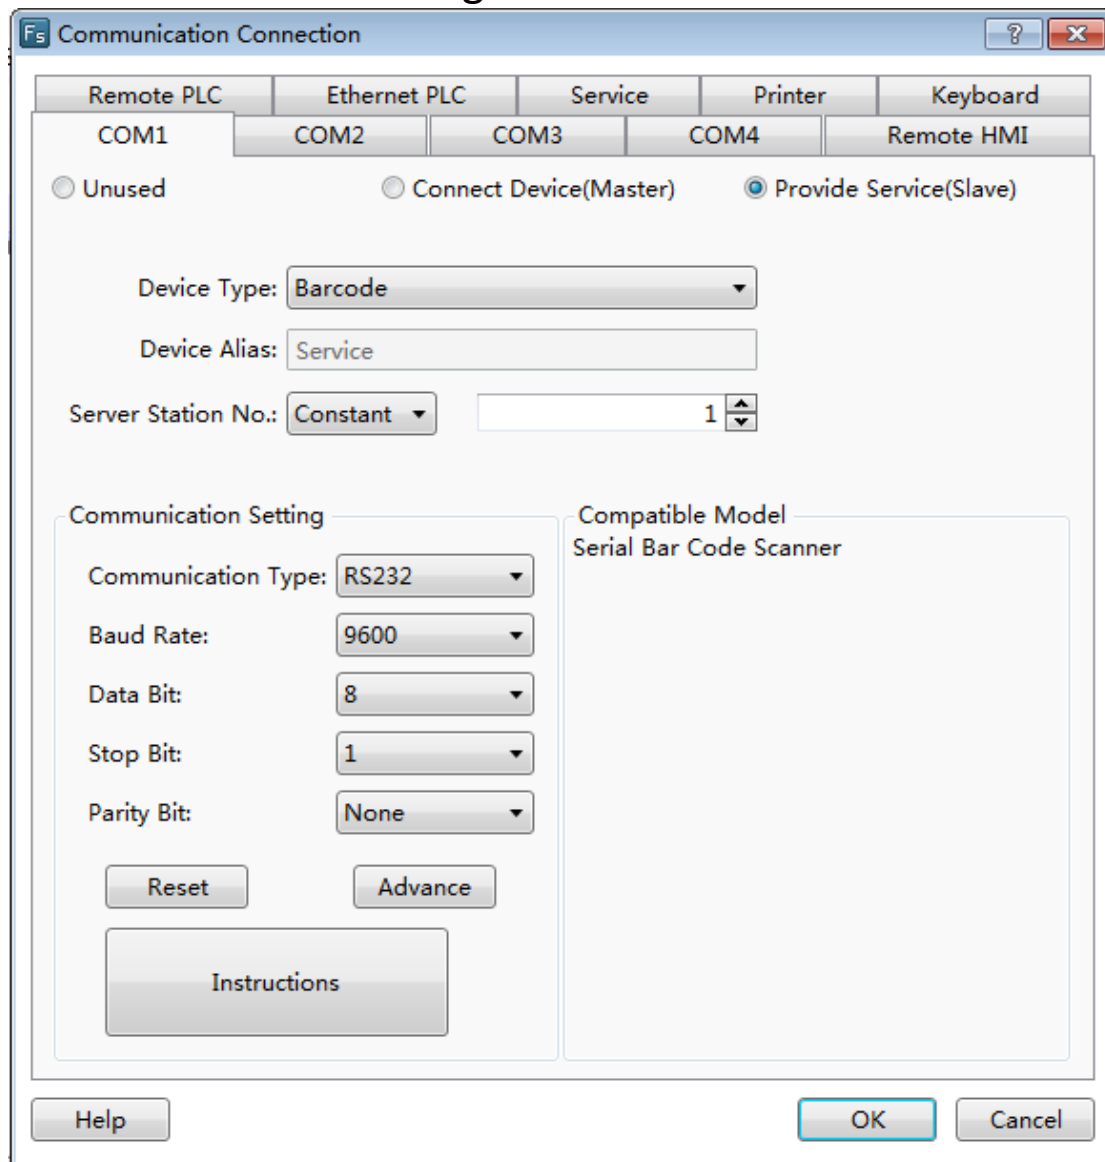 Fs Communication Connection
Remote PLC Ethernet PLC Service Printer Keyboard
COM1 COM2 COM3 COM4 Remote HMI
Unused Connect Device(Master) Provide Service(Slave)
Device Type: Barcode
Device Alias: Service
Server Station No.: Constant 1
Communication Setting
Communication Type: RS232
Baud Rate: 9600
Data Bit: 8
Stop Bit: 1
Parity Bit: None
Reset Advance
Instructions
Compatible Model
Serial Bar Code Scanner
Help OK Cancel